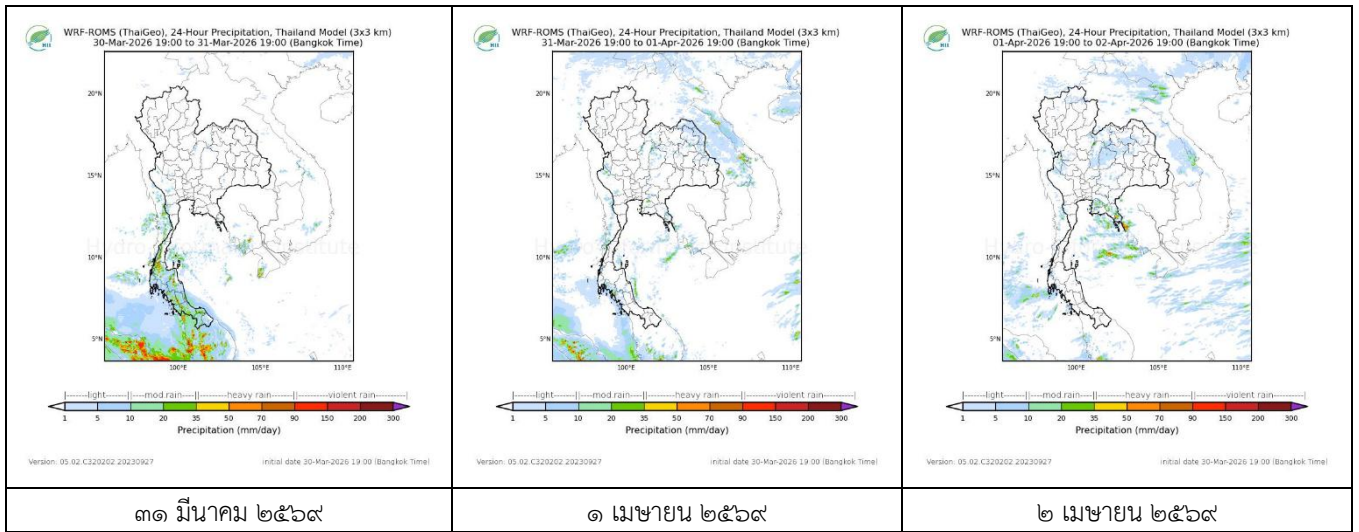 WRF-ROMS (ThaiGeo), 24-Hour Precipitation, Thailand Model (3x3 km)
30-Mar-2026 19:00 to 31-Mar-2026 19:00 (Bangkok Time)
HII
20°N
15°N
10°N
5°N
100°E 105°E 110°E
light mod.rain heavy rain violent rain
1 5 10 20 35 50 70 90 150 200 300
Precipitation (mm/day)
Version: 05.02.C320202.20230927 initial date 30-Mar-2026 19:00 (Bangkok Time)
๓๑ มีนาคม ๒๕๖๙
WRF-ROMS (ThaiGeo), 24-Hour Precipitation, Thailand Model (3x3 km)
31-Mar-2026 19:00 to 01-Apr-2026 19:00 (Bangkok Time)
HII
20°N
15°N
10°N
5°N
100°E 105°E 110°E
light mod.rain heavy rain violent rain
1 5 10 20 35 50 70 90 150 200 300
Precipitation (mm/day)
Version: 05.02.C320202.20230927 initial date 30-Mar-2026 19:00 (Bangkok Time)
๑ เมษายน ๒๕๖๙
WRF-ROMS (ThaiGeo), 24-Hour Precipitation, Thailand Model (3x3 km)
01-Apr-2026 19:00 to 02-Apr-2026 19:00 (Bangkok Time)
HII
20°N
15°N
10°N
5°N
100°E 105°E 110°E
light mod.rain heavy rain violent rain
1 5 10 20 35 50 70 90 150 200 300
Precipitation (mm/day)
Version: 05.02.C320202.20230927 initial date 30-Mar-2026 19:00 (Bangkok Time)
๒ เมษายน ๒๕๖๙